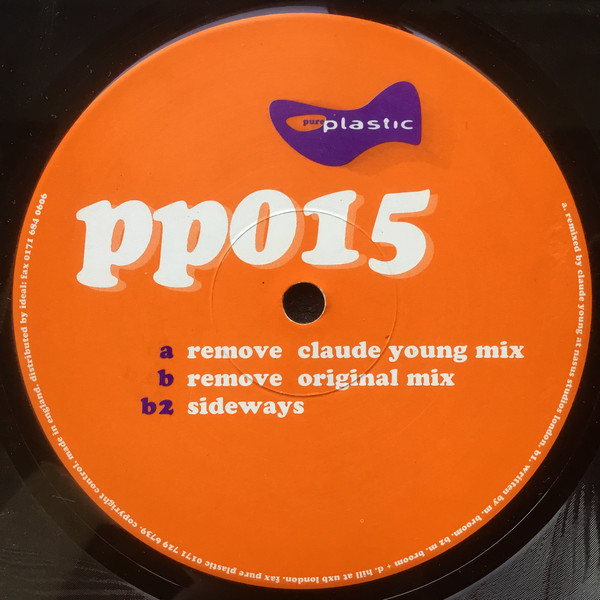 pure plastic
pp015
a remove claude young mix
b remove original mix
b2 sideways
a. remixed by claude young at nasus studios london. b1. written by m. broom. b2 m. broom + d. hill at uxb london. fax pure plastic 0171 729 6739. copyright control. made in england. distributed by ideal: fax 0171 684 0606